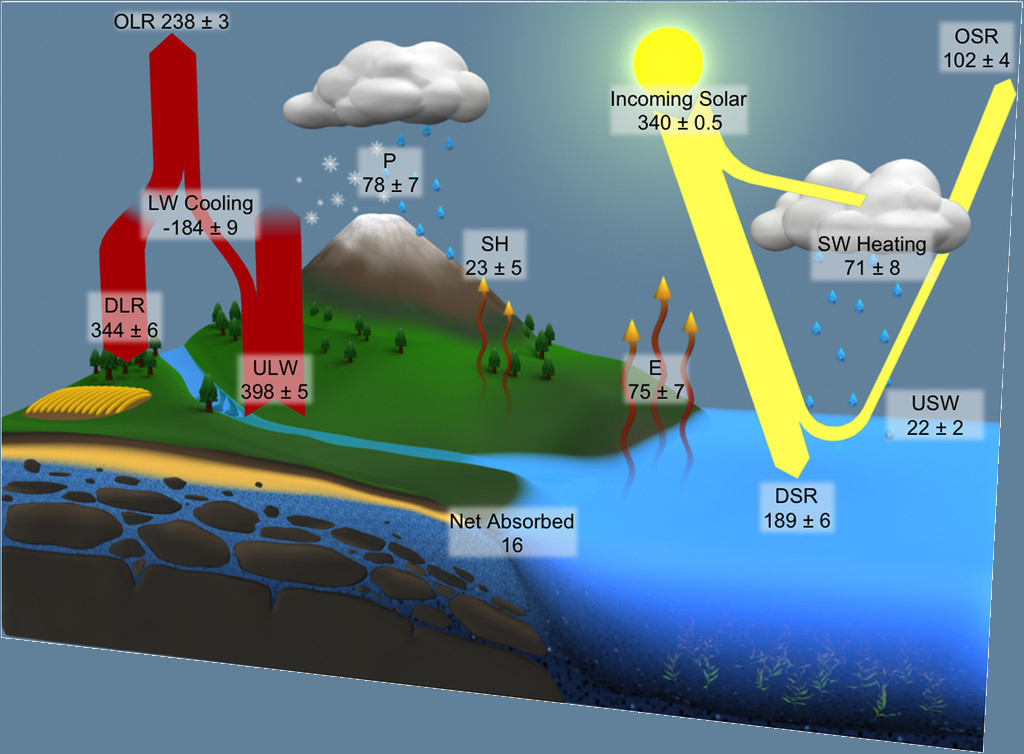 OLR 238 ± 3
OSR
102 ± 4
Incoming Solar
340 ± 0.5
P
78 ± 7
LW Cooling
-184 ± 9
SH
23 ± 5
SW Heating
71 ± 8
DLR
344 ± 6
ULW
398 ± 5
E
75 ± 7
USW
22 ± 2
DSR
189 ± 6
Net Absorbed
16